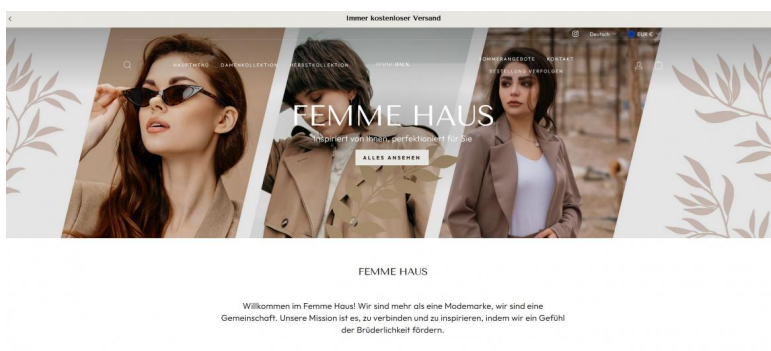 Immer kostenloser Versand
Deutsch EUR €
HAUPTMENÜ DAMENKOLLEKTION HERBSTKOLLEKTION FEMME HAUS SOMMERANGEBOTE KONTAKT
BESTELLUNG VERFOLGEN
FEMME HAUS
Inspiriert von Ihnen, perfektioniert für Sie
ALLES ANSEHEN
FEMME HAUS
Willkommen im Femme Haus! Wir sind mehr als eine Modemarke, wir sind eine
Gemeinschaft. Unsere Mission ist es, zu verbinden und zu inspirieren, indem wir ein Gefühl
der Brüderlichkeit fördern.